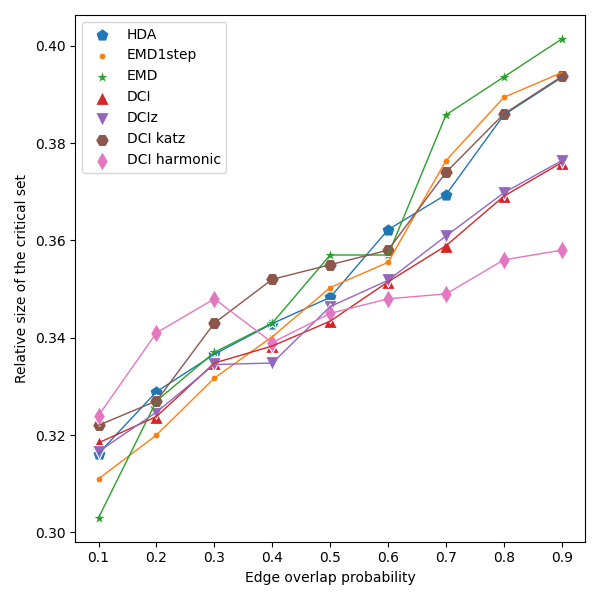 HDA
EMD1step
EMD
DCI
DCIz
DCI katz
DCI harmonic
0.40
0.38
0.36
0.34
0.32
0.30
Relative size of the critical set
0.1 0.2 0.3 0.4 0.5 0.6 0.7 0.8 0.9
Edge overlap probability